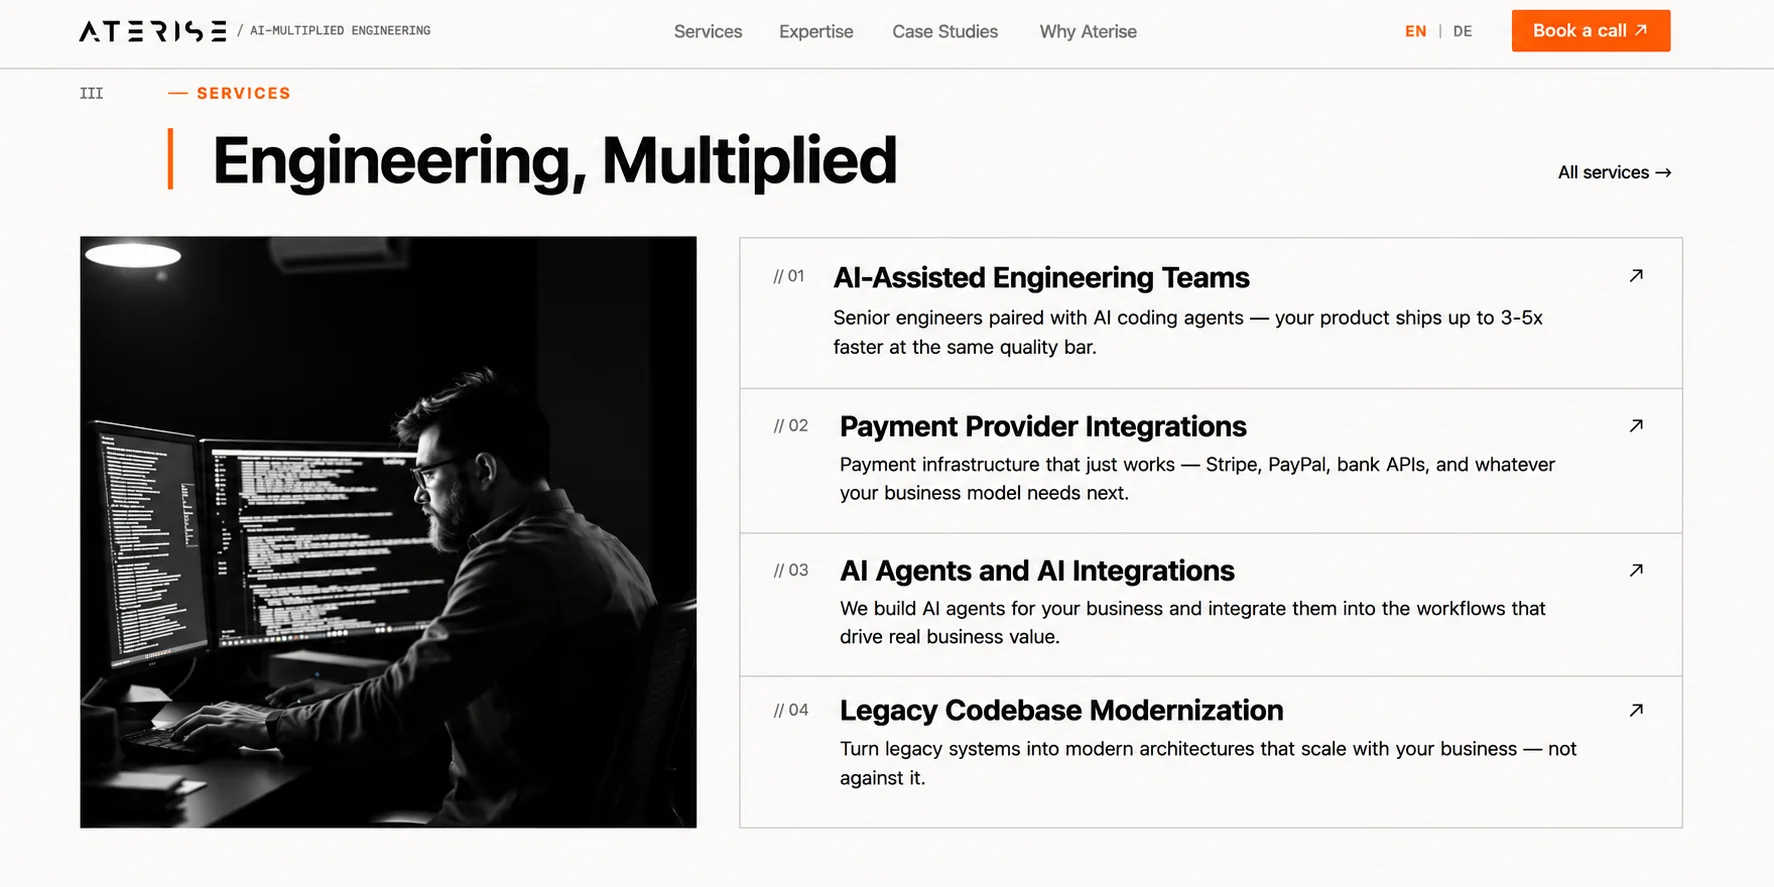 ATERISE / AI-MULTIPLIED ENGINEERING
Services
Expertise
Case Studies
Why Aterise
EN | DE
Book a call ↗
III
— SERVICES
Engineering, Multiplied
All services →
// 01
AI-Assisted Engineering Teams ↗
Senior engineers paired with AI coding agents — your product ships up to 3-5x
faster at the same quality bar.
// 02
Payment Provider Integrations ↗
Payment infrastructure that just works — Stripe, PayPal, bank APIs, and whatever
your business model needs next.
// 03
AI Agents and AI Integrations ↗
We build AI agents for your business and integrate them into the workflows that
drive real business value.
// 04
Legacy Codebase Modernization ↗
Turn legacy systems into modern architectures that scale with your business — not
against it.